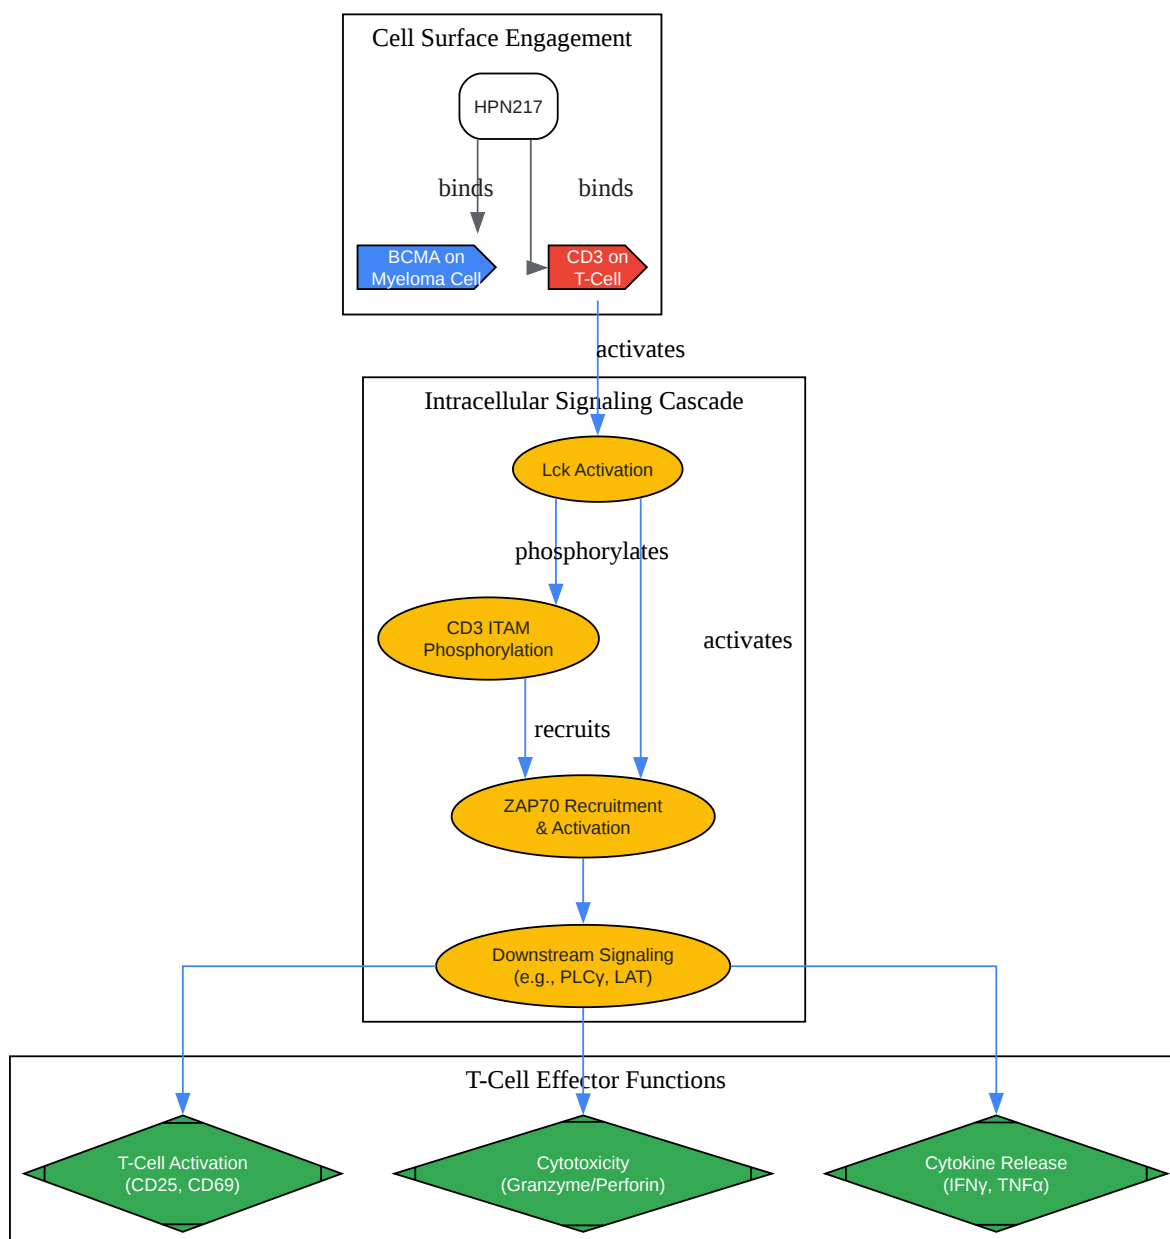 Cell Surface Engagement
HPN217
binds
binds
BCMA on
Myeloma Cell
CD3 on
T-Cell
activates
Intracellular Signaling Cascade
Lck Activation
phosphorylates
CD3 ITAM
Phosphorylation
activates
recruits
ZAP70 Recruitment
& Activation
Downstream Signaling
(e.g., PLCγ, LAT)
T-Cell Effector Functions
T-Cell Activation
(CD25, CD69)
Cytotoxicity
(Granzyme/Perforin)
Cytokine Release
(IFNγ, TNFα)